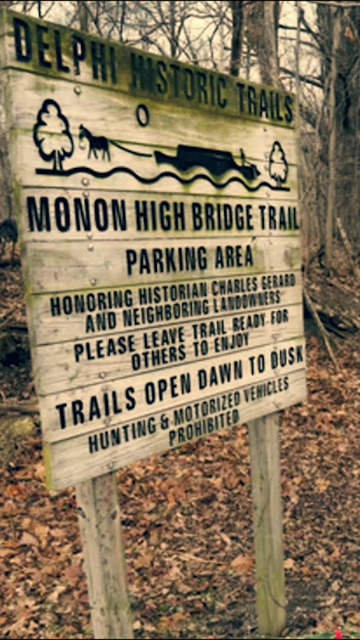 DELPHI HISTORIC TRAILS
MONON HIGH BRIDGE TRAIL
PARKING AREA
HONORING HISTORIAN CHARLES GERARD
AND NEIGHBORING LANDOWNERS
PLEASE LEAVE TRAIL READY FOR
OTHERS TO ENJOY
TRAILS OPEN DAWN TO DUSK
HUNTING & MOTORIZED VEHICLES
PROHIBITED